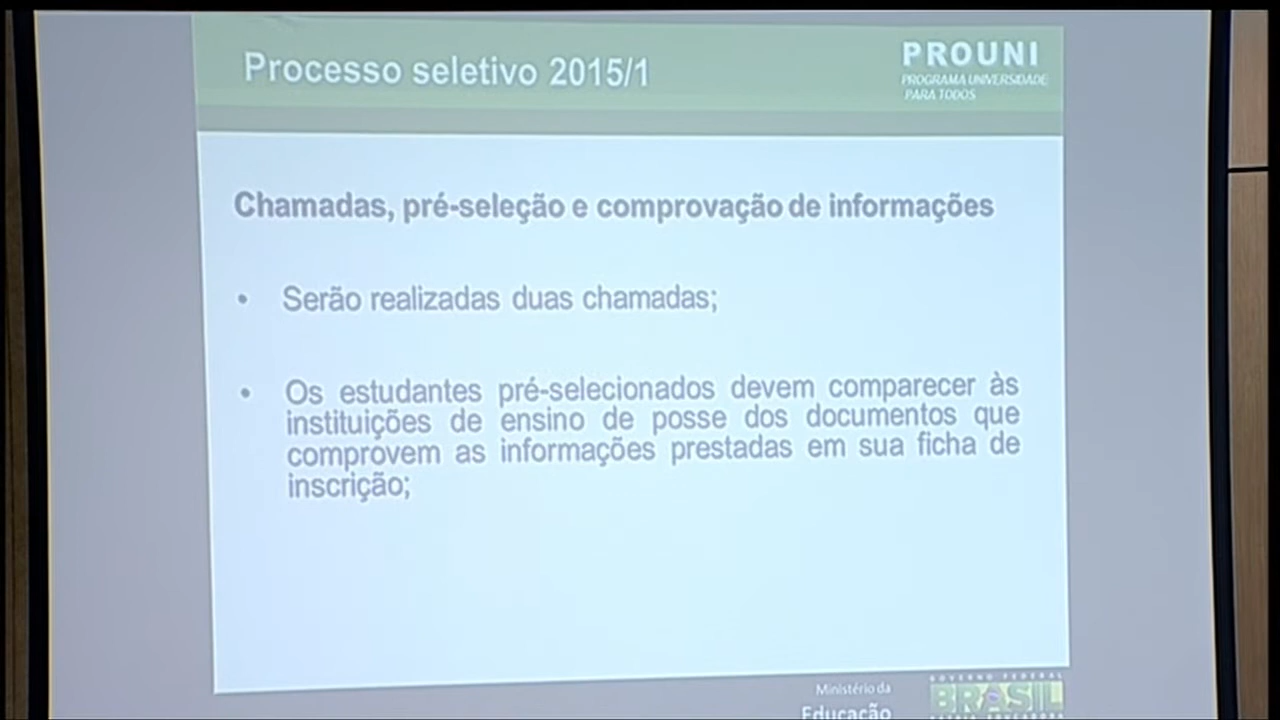 Processo seletivo 2015/1
PROUNI
PROGRAMA UNIVERSIDADE
PARA TODOS
Chamadas, pré-seleção e comprovação de informações
• Serão realizadas duas chamadas;
• Os estudantes pré-selecionados devem comparecer às
instituições de ensino de posse dos documentos que
comprovem as informações prestadas em sua ficha de
inscrição;
Ministério da
Educação
GOVERNO FEDERAL
BRASIL